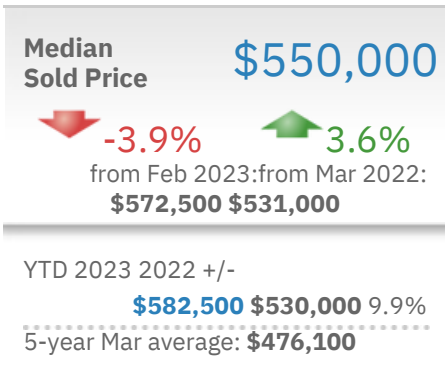 Median
Sold Price
$550,000
-3.9% 3.6%
from Feb 2023:from Mar 2022:
$572,500 $531,000
YTD 2023 2022 +/-
$582,500 $530,000 9.9%
5-year Mar average: $476,100